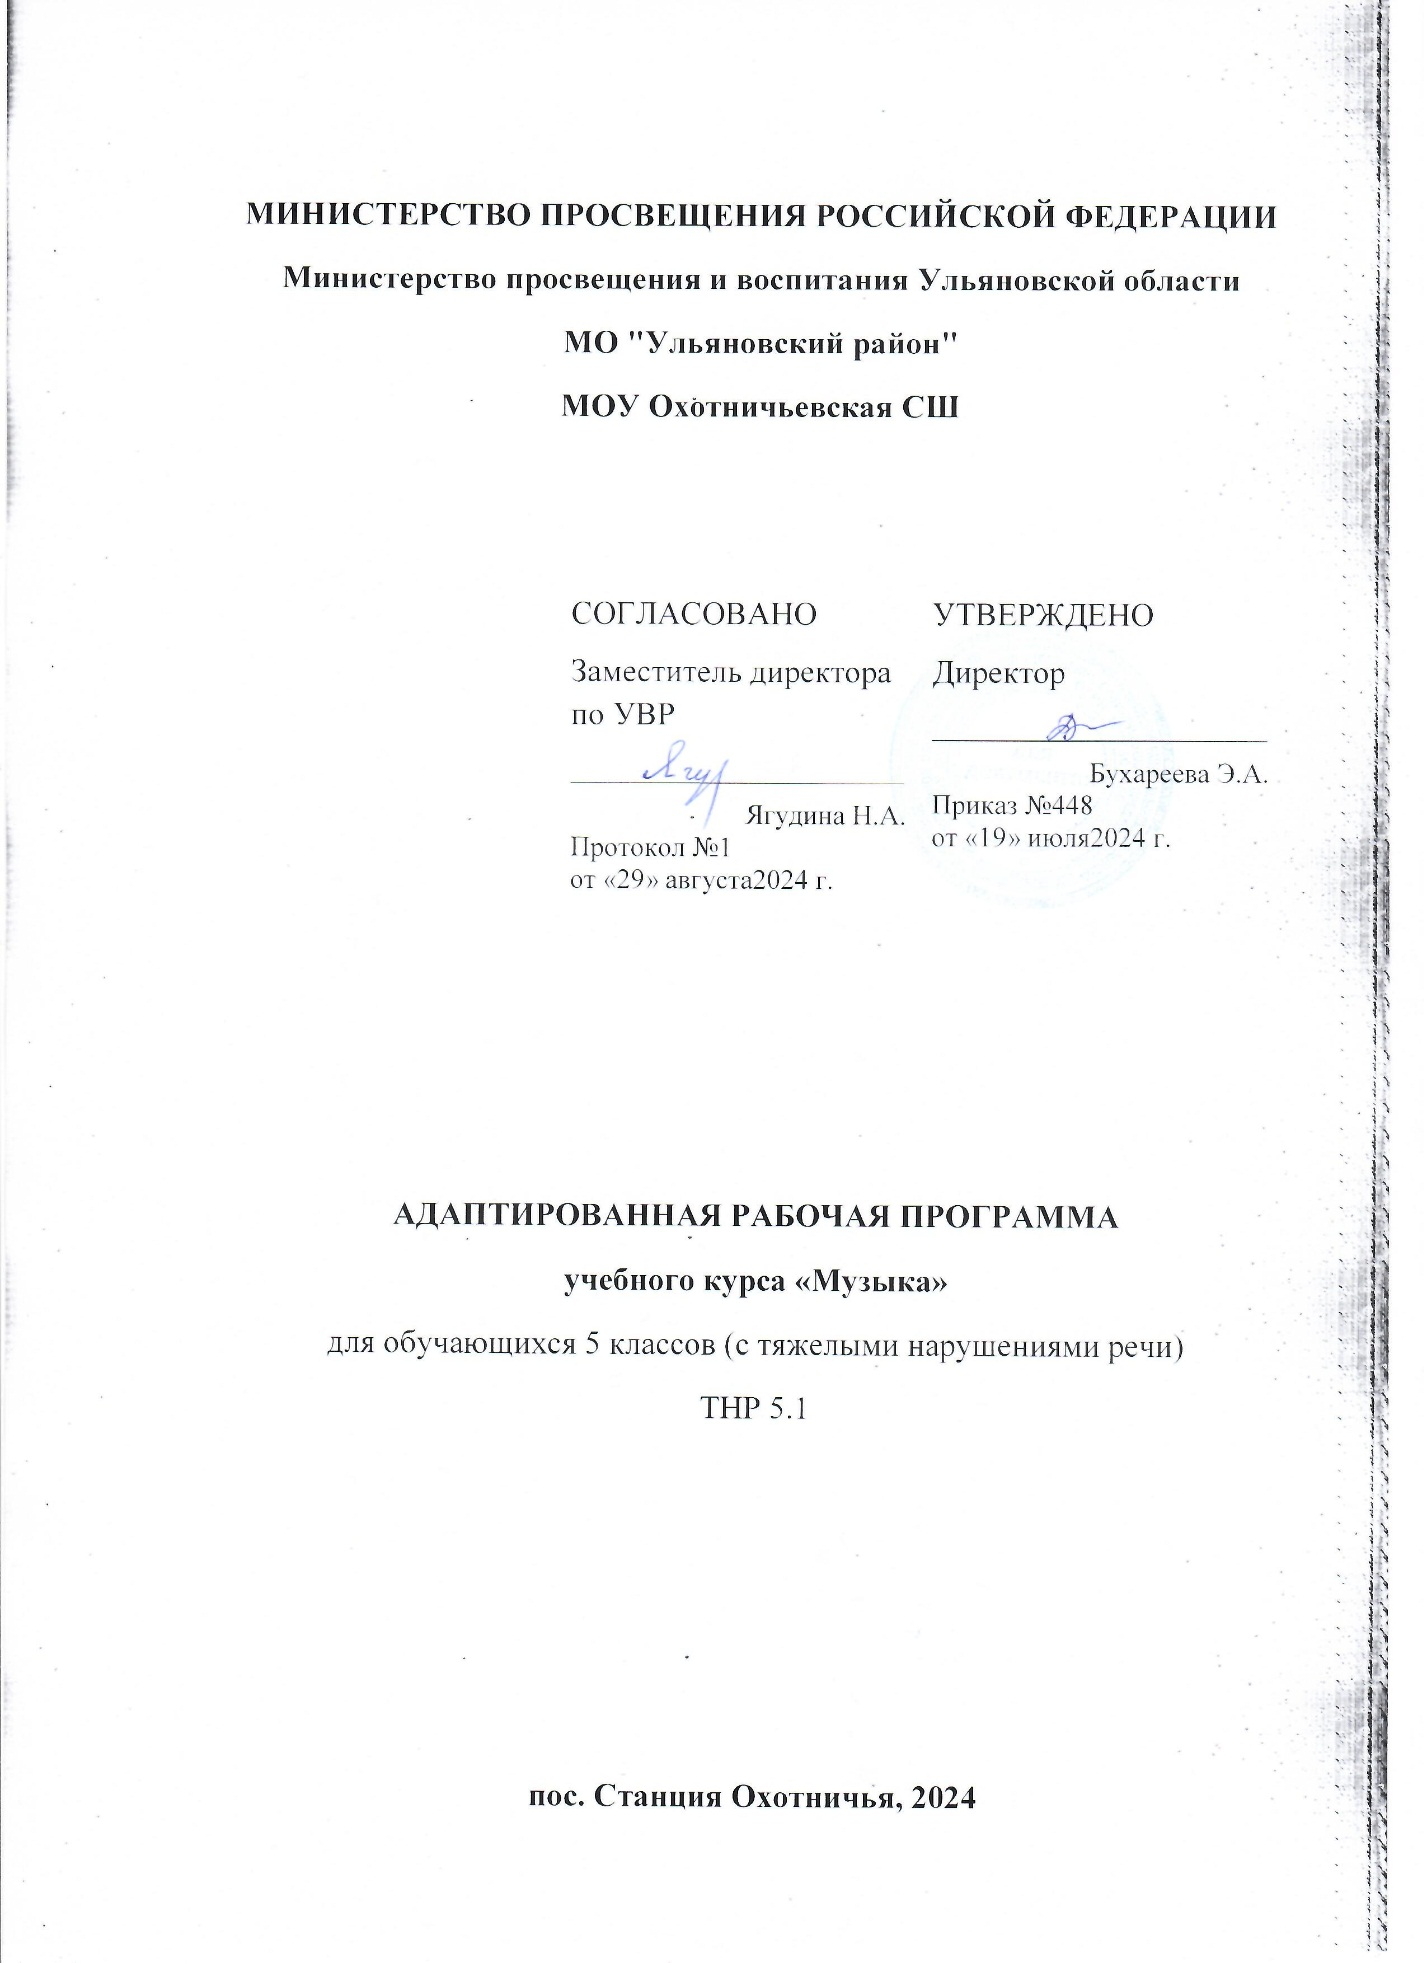 МИНИСТЕРСТВО ПРОСВЕЩЕНИЯ РОССИЙСКОЙ ФЕДЕРАЦИИ
Министерство просвещения и воспитания Ульяновской области
МО "Ульяновский район"
МОУ Охотничьевская СШ
СОГЛАСОВАНО
Заместитель директора
по УВР
Ягудина Н.А.
Протокол №1
от «29» августа2024 г.
УТВЕРЖДЕНО
Директор
Бухареева Э.А.
Приказ №448
от «19» июля2024 г.
АДАПТИРОВАННАЯ РАБОЧАЯ ПРОГРАММА
учебного курса «Музыка»
для обучающихся 5 классов (с тяжелыми нарушениями речи)
ТНР 5.1
пос. Станция Охотничья, 2024